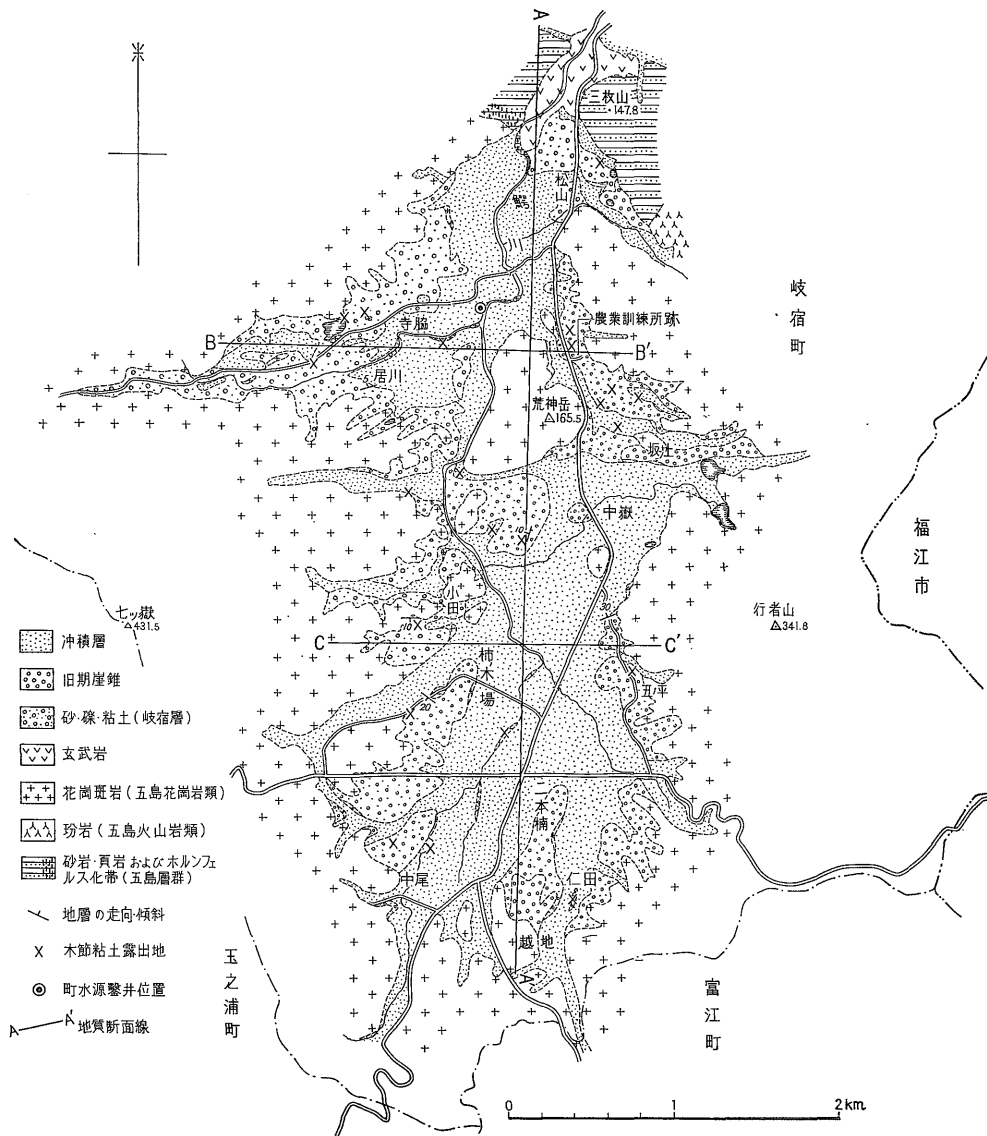 A
三枚山
・147.8
松山
鰐
川
岐宿町
農業訓練所跡
寺脇
B
B'
居川
荒神岳
△165.5
坂上
中嶽
福江市
10
小田
七ッ嶽
△431.5
10
30
行者山
△341.8
C
C'
柿木場
五平
20
二本楠
中尾
仁田
越地
A'
玉之浦町
富江町
沖積層
旧期崖錐
砂・礫・粘土(岐宿層)
玄武岩
花崗斑岩(五島花崗岩類)
玢岩(五島火山岩類)
砂岩・頁岩およびホルンフェ
ルス化帯(五島層群)
地層の走向・傾斜
X 木節粘土露出地
町水源鑿井位置
A A' 地質断面線
0 1 2km